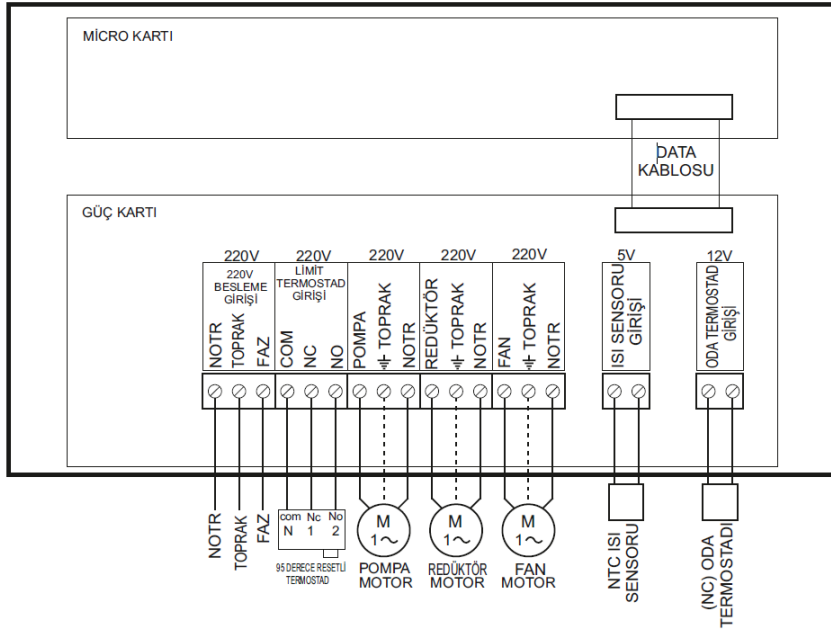 MİCRO KARTI
DATA
KABLOSU
GÜÇ KARTI
220V
220V
220V
220V
220V
5V
12V
220V
BESLEME
GİRİŞİ
LİMİT
TERMOSTAD
GİRİŞİ
NOTR
TOPRAK
FAZ
COM
NC
NO
POMPA
TOPRAK
NOTR
REDÜKTÖR
TOPRAK
NOTR
FAN
TOPRAK
NOTR
ISI SENSORU
GİRİŞİ
ODA TERMOSTAD
GİRİŞİ
NOTR
TOPRAK
FAZ
com Nc No
N 1 2
95 DERECE RESETLİ
TERMOSTAD
M
1~
POMPA
MOTOR
M
1~
REDÜKTÖR
MOTOR
M
1~
FAN
MOTOR
NTC ISI
SENSORU
(NC) ODA
TERMOSTADI